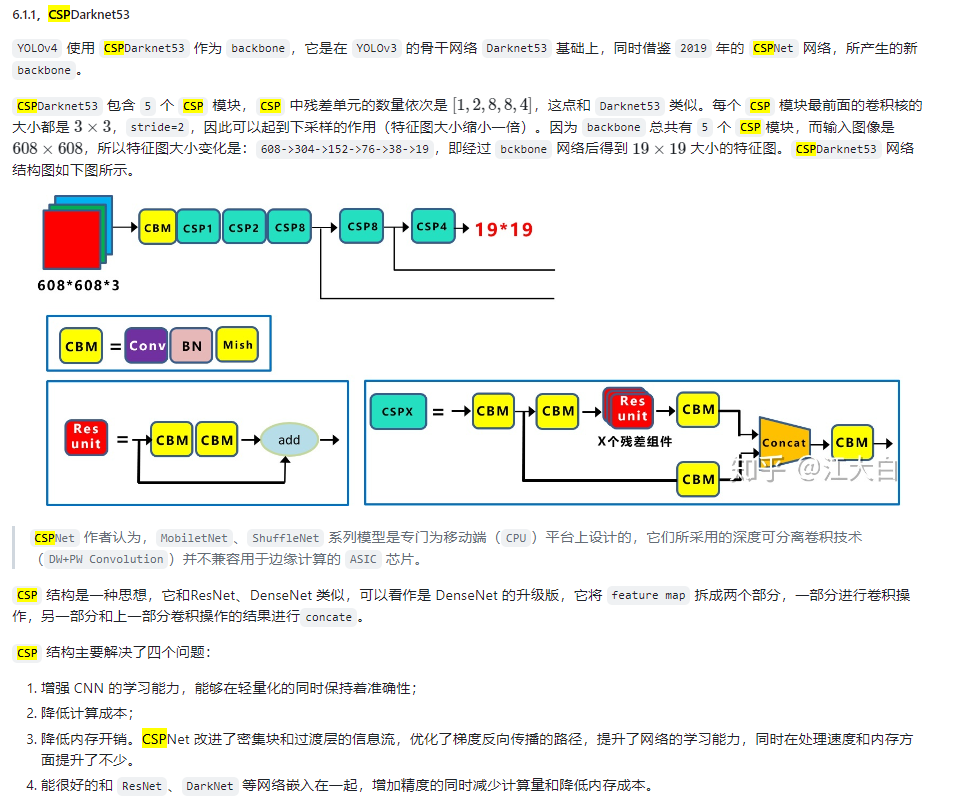 6.1.1，CSPDarknet53
YOLOv4 使用 CSPDarknet53 作为 backbone，它是在 YOLOv3 的骨干网络 Darknet53 基础上，同时借鉴 2019 年的 CSPNet 网络，所产生的新
backbone。
CSPDarknet53 包含 5 个 CSP 模块，CSP 中残差单元的数量依次是 [1, 2, 8, 8, 4]，这点和 Darknet53 类似。每个 CSP 模块最前面的卷积核的
大小都是 3 × 3，stride=2，因此可以起到下采样的作用（特征图大小缩小一倍）。因为 backbone 总共有 5 个 CSP 模块，而输入图像是
608 × 608，所以特征图大小变化是：608->304->152->76->38->19，即经过 bckbone 网络后得到 19 × 19 大小的特征图。CSPDarknet53 网络
结构图如下图所示。
CBM CSP1 CSP2 CSP8 CSP8 CSP4 19*19
608*608*3
CBM = Conv BN Mish
Res unit = CBM CBM add
CSPX = CBM CBM Res unit CBM
X个残差组件
Concat CBM
CBM
知乎 @江大白
CSPNet 作者认为，MobiletNet、ShuffleNet 系列模型是专门为移动端（CPU）平台上设计的，它们所采用的深度可分离卷积技术
（DW+PW Convolution）并不兼容用于边缘计算的 ASIC 芯片。
CSP 结构是一种思想，它和ResNet、DenseNet 类似，可以看作是 DenseNet 的升级版，它将 feature map 拆成两个部分，一部分进行卷积操
作，另一部分和上一部分卷积操作的结果进行 concate。
CSP 结构主要解决了四个问题：
1. 增强 CNN 的学习能力，能够在轻量化的同时保持着准确性；
2. 降低计算成本；
3. 降低内存开销。CSPNet 改进了密集块和过渡层的信息流，优化了梯度反向传播的路径，提升了网络的学习能力，同时在处理速度和内存方
面提升了不少。
4. 能很好的和 ResNet、DarkNet 等网络嵌入在一起，增加精度的同时减少计算量和降低内存成本。